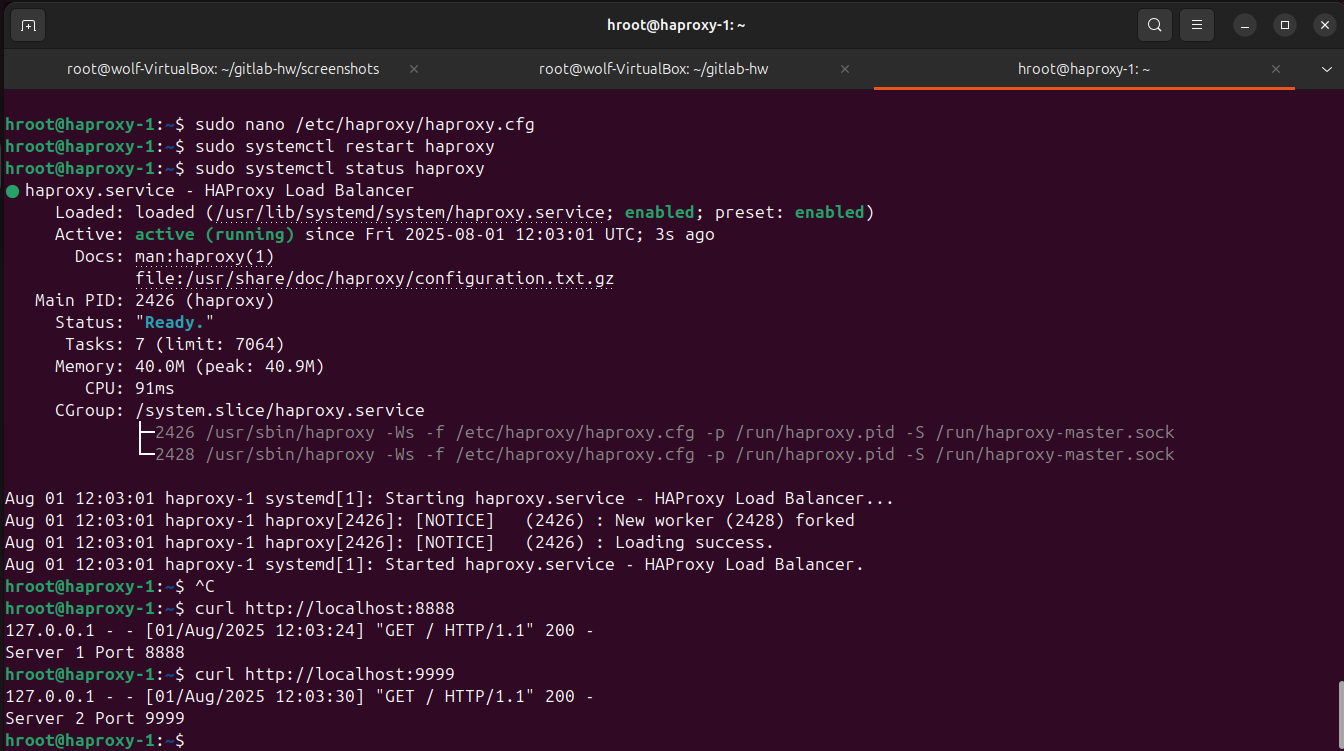 hroot@haproxy-1: ~
root@wolf-VirtualBox: ~/gitlab-hw/screenshots
root@wolf-VirtualBox: ~/gitlab-hw
hroot@haproxy-1: ~
hroot@haproxy-1:~$ sudo nano /etc/haproxy/haproxy.cfg
hroot@haproxy-1:~$ sudo systemctl restart haproxy
hroot@haproxy-1:~$ sudo systemctl status haproxy
● haproxy.service - HAProxy Load Balancer
     Loaded: loaded (/usr/lib/systemd/system/haproxy.service; enabled; preset: enabled)
     Active: active (running) since Fri 2025-08-01 12:03:01 UTC; 3s ago
       Docs: man:haproxy(1)
             file:/usr/share/doc/haproxy/configuration.txt.gz
   Main PID: 2426 (haproxy)
     Status: "Ready."
      Tasks: 7 (limit: 7064)
     Memory: 40.0M (peak: 40.9M)
        CPU: 91ms
     CGroup: /system.slice/haproxy.service
             ├─2426 /usr/sbin/haproxy -Ws -f /etc/haproxy/haproxy.cfg -p /run/haproxy.pid -S /run/haproxy-master.sock
             └─2428 /usr/sbin/haproxy -Ws -f /etc/haproxy/haproxy.cfg -p /run/haproxy.pid -S /run/haproxy-master.sock
Aug 01 12:03:01 haproxy-1 systemd[1]: Starting haproxy.service - HAProxy Load Balancer...
Aug 01 12:03:01 haproxy-1 haproxy[2426]: [NOTICE]   (2426) : New worker (2428) forked
Aug 01 12:03:01 haproxy-1 haproxy[2426]: [NOTICE]   (2426) : Loading success.
Aug 01 12:03:01 haproxy-1 systemd[1]: Started haproxy.service - HAProxy Load Balancer.
hroot@haproxy-1:~$ ^C
hroot@haproxy-1:~$ curl http://localhost:8888
127.0.0.1 - - [01/Aug/2025 12:03:24] "GET / HTTP/1.1" 200 -
Server 1 Port 8888
hroot@haproxy-1:~$ curl http://localhost:9999
127.0.0.1 - - [01/Aug/2025 12:03:30] "GET / HTTP/1.1" 200 -
Server 2 Port 9999
hroot@haproxy-1:~$